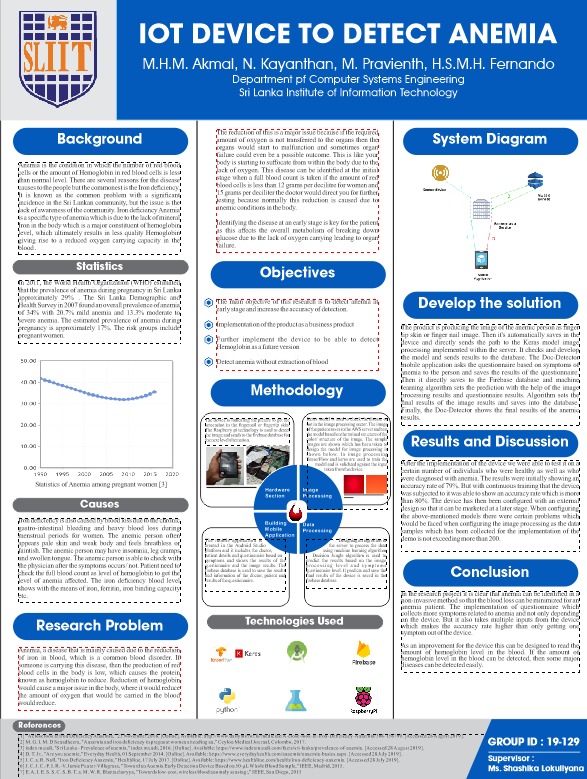 SLIIT
IOT DEVICE TO DETECT ANEMIA
M.H.M. Akmal, N. Kayanthan, M. Pravienth, H.S.M.H. Fernando
Department pf Computer Systems Engineering
Sri Lanka Institute of Information Technology
Background
Anemia is the condition in which the number of red blood
cells or the amount of Hemoglobin in red blood cells is less
than normal level. There are several reasons for the disease
causes to the people but the commonest is the Iron deficiency.
It is known as the common problem with a significant
incidence in the Sri Lankan community, but the issue is the
lack of awareness of the community. Iron deficiency Anemia
is a specific type of anemia which is due to the lack of mineral
iron in the body which is a major constituent of hemoglobin
level, which ultimately results in less quality Hemoglobin
giving rise to a reduced oxygen carrying capacity in the
blood.
Statistics
In 2011, the World Health Organization (WHO) estimated
that the prevalence of anemia during pregnancy in Sri Lanka
approximately 29% . The Sri Lanka Demographic and
Health Survey in 2007 found an overall prevalence of anemia
of 34% with 20.7% mild anemia and 13.3% moderate to
severe anemia. The estimated prevalence of anemia during
pregnancy is approximately 17%. The risk groups include
pregnant women.
50.00
40.00
30.00
20.00
10.00
0.00
1990 1995 2000 2005 2010 2015 2020
Statistics of Anemia among pregnant women [3]
Causes
Iron deficiency is also caused by blood loss due to the chronic
gastro-intestinal bleeding and heavy blood loss during
menstrual periods for women. The anemic person often
appears pale skin and weak body and feels breathless or
faintish. The anemic person may have insomnia, leg cramps
and swollen tongue. The anemic person is able to check with
the physician after the symptoms occurs/ not. Patient need to
check the full blood count as level of hemoglobin to get the
level of anemia affected. The iron deficiency blood level
shows with the means of iron, ferritin, iron binding capacity
etc.
Research Problem
Anemia, a disease that is mainly caused due to the reduction
of iron in blood, which is a common blood disorder. If
someone is carrying this disease, then the production of red
blood cells in the body is low, which causes the protein
known as hemoglobin to reduce. Reduction of hemoglobin
would cause a major issue in the body, where it would reduce
the amount of oxygen that would be carried in the blood
would reduce.
The reduction of this is a major issue because if the required
amount of oxygen is not transferred to the organs then the
organs would start to malfunction and sometimes organ
failure could even be a possible outcome. This is like your
body is starting to suffocate from within the body due to the
lack of oxygen. This disease can be identified at the initial
stage when a full blood count is taken if the amount of red
blood cells is less than 12 grams per decilitre for women and
15 grams per decilitre the doctor would direct you for further
testing because normally this reduction is caused due to
anemic conditions in the body.
Identifying the disease at an early stage is key for the patient
as this affects the overall metabolism of breaking down
glucose due to the lack of oxygen carrying leading to organ
failure.
Objectives
The main objective of this research is to detect anemia at
early stage and increase the accuracy of detection.
Implementation of the product as a business product
Further implement the device to be able to detect
Hemoglobin as a future version
Detect anemia without extraction of blood
Methodology
Hardware
Section
Image
Processing
Building
Mobile
Application
Data
Processing
Technologies Used
Keras
Firebase
python
RaspberryPi
System Diagram
Develop the solution
The product is producing the image of the anemic person as finger
tip skin or finger nail image. Then it's automatically saves in the
device and directly sends the path to the Keras model image
processing implemented within the server. It checks and develop
the model and sends results to the database. The Doc-Detector
mobile application asks the questionnaire based on symptoms of
anemia to the person and saves the results of the questionnaire.
Then it directly saves to the Firebase database and machine
learning algorithm sets the prediction with the help of the image
processing results and questionnaire results. Algorithm sets the
final results of the image results and saves into the database.
Finally, the Doc-Detector shows the final results of the anemia
results.
Results and Discussion
After the implementation of the device we were able to test it on a
certain number of individuals who were healthy as well as who
were diagnosed with anemia. The results were initially showing an
accuracy rate of 79%. But with continuous training that the device
was subjected to it was able to show an accuracy rate which is more
than 80%. The device has then been configured with an external
design so that it can be marketed at a later stage. When configuring
the above-mentioned models there were certain problems which
would be faced when configuring the image processing as the data
samples which has been collected for the implementation of the
demo is not exceeding more than 200.
Conclusion
In the research project it is clear that anemia can be identified in a
non invasive method so that the blood loss can be minimized for an
anemia patient. The implementation of questionnaire which
collects more symptoms related to anemia and not only depending
on the device. But it also takes multiple inputs from the device
which makes the accuracy rate higher than only getting one
symptom out of the device.
As an improvement for the device this can be designed to read the
amount of hemoglobin level in the blood. If the amount of
hemoglobin level in the blood can be detected, then some major
diseases can be detected easily.
References
GROUP ID : 19-129
Supervisor :
Ms. Shashika Lokuliyana